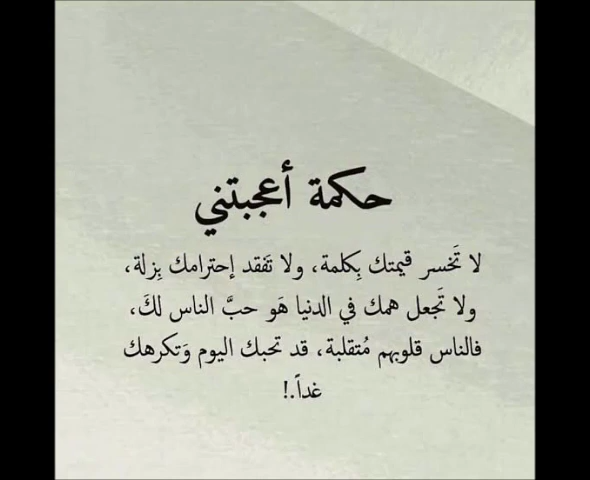 حكمة أعجبتني
لا تَخسر قيمتك بِكلمة، ولا تَفقد إحترامك بِزلة،
ولا تَجعل همك في الدنيا هَو حبَّ الناس لكَ،
فالناس قلوبهم مُتقلبة، قد تحبك اليوم وَتكرهك
غداً.!